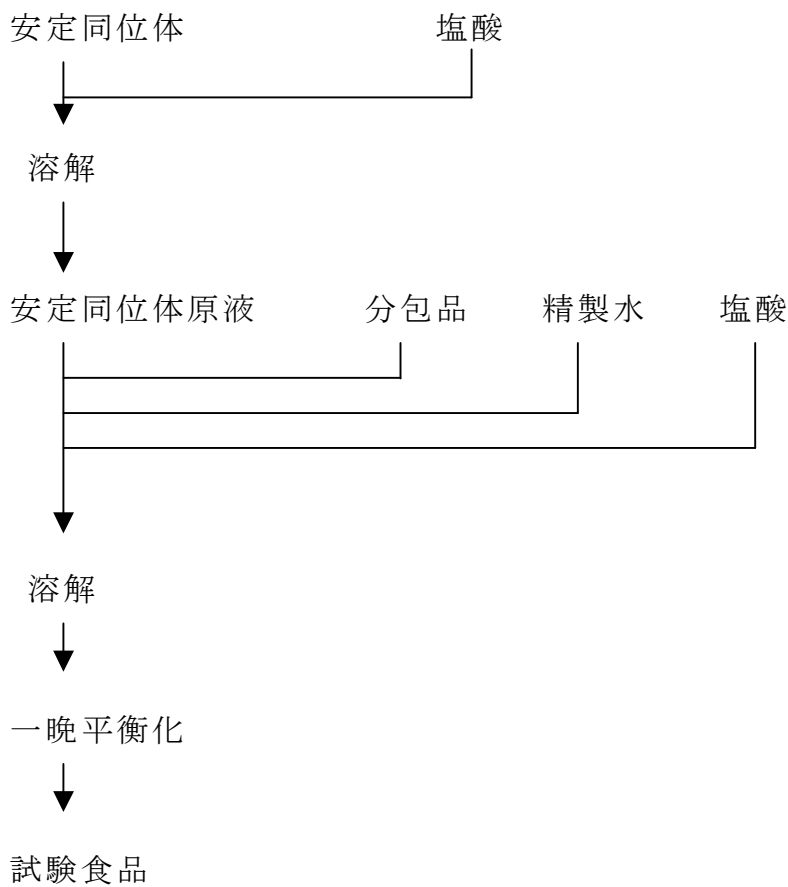 安定同位体 塩酸
溶解
安定同位体原液 分包品 精製水 塩酸
溶解
一晩平衡化
試験食品